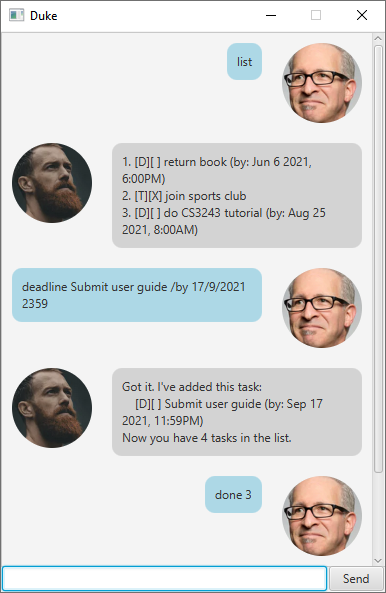 Duke
list
1. [D][ ] return book (by: Jun 6 2021,
6:00PM)
2. [T][X] join sports club
3. [D][ ] do CS3243 tutorial (by: Aug 25
2021, 8:00AM)
deadline Submit user guide /by 17/9/2021
2359
Got it. I've added this task:
[D][ ] Submit user guide (by: Sep 17
2021, 11:59PM)
Now you have 4 tasks in the list.
done 3
Send